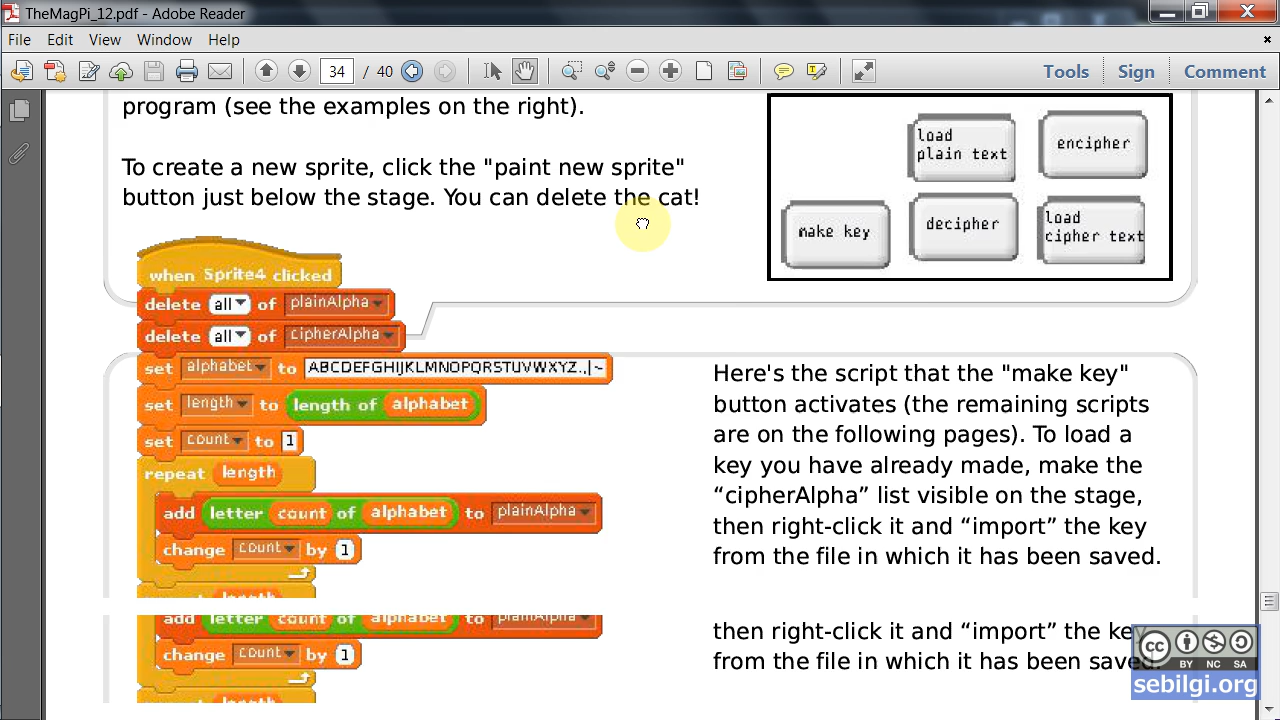 TheMagPi_12.pdf - Adobe Reader
File Edit View Window Help
34 / 40
Tools Sign Comment
program (see the examples on the right).
To create a new sprite, click the "paint new sprite"
button just below the stage. You can delete the cat!
load
plain text
encipher
make key
decipher
load
cipher text
when Sprite4 clicked
delete all of plainAlpha
delete all of cipherAlpha
set alphabet to ABCDEFGHIJKLMNOPQRSTUVWXYZ.,|~
set length to length of alphabet
set count to 1
repeat length
add letter count of alphabet to plainAlpha
change count by 1
Here's the script that the "make key"
button activates (the remaining scripts
are on the following pages). To load a
key you have already made, make the
“cipherAlpha” list visible on the stage,
then right-click it and “import” the key
from the file in which it has been saved.
add letter count of alphabet to plainAlpha
change count by 1
then right-click it and “import” the key
from the file in which it has been saved.
cc BY NC SA
sebilgi.org